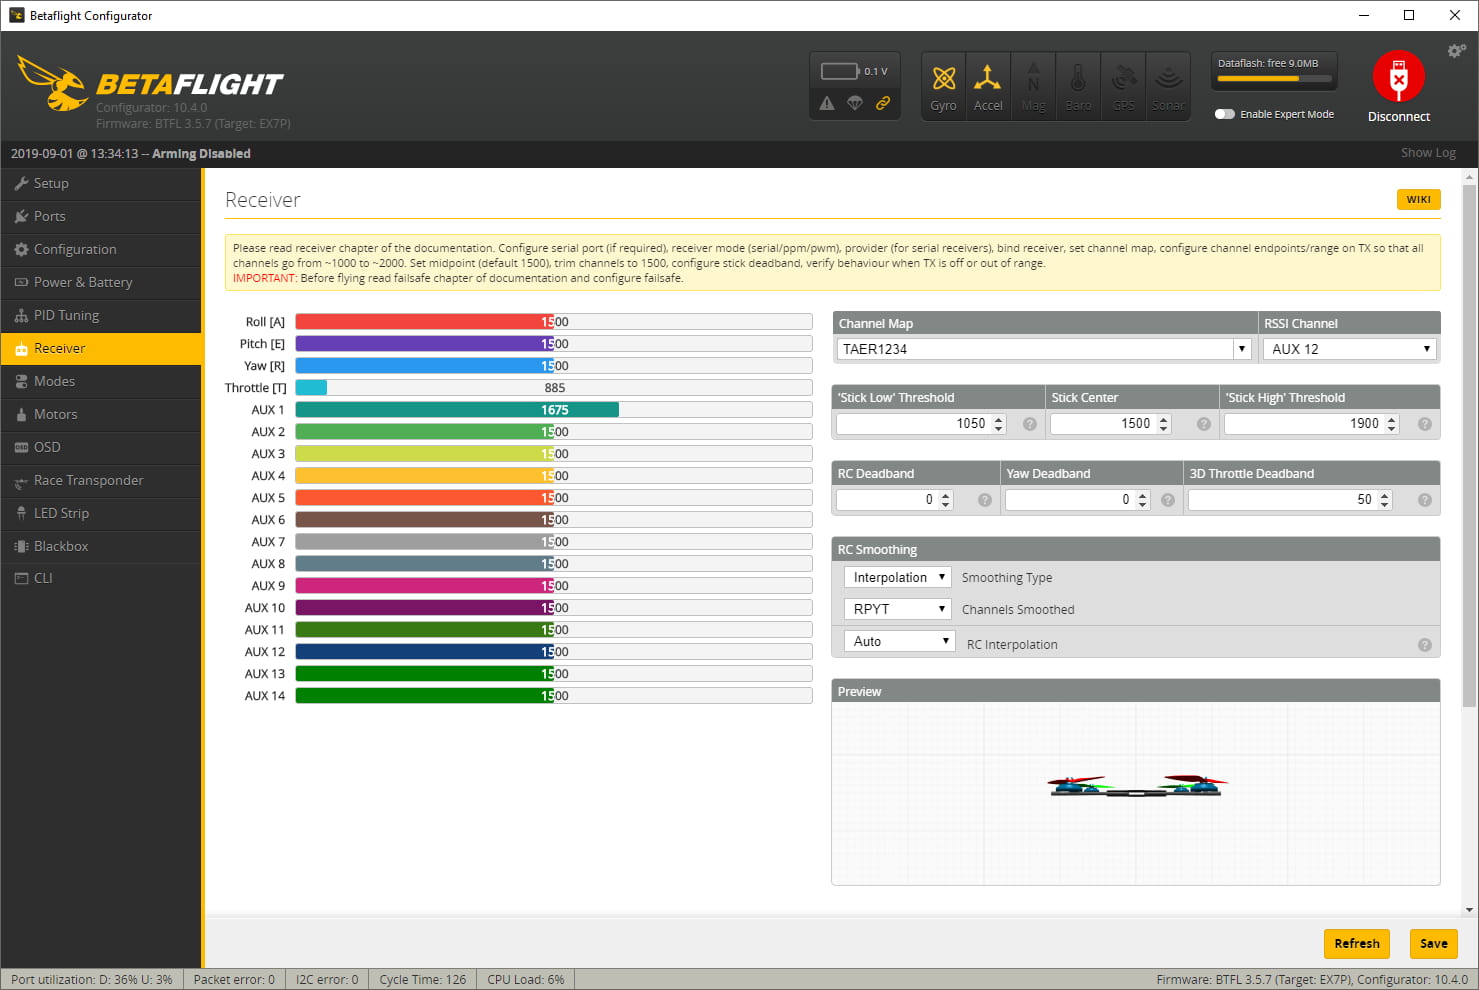 Betaflight Configurator
BETAFLIGHT
Configurator: 10.4.0
Firmware: BTFL 3.5.7 (Target: EX7P)
0.1 V
Gyro Accel Mag Baro GPS Sonar
Dataflash: free 9.0MB
Enable Expert Mode
Disconnect
2019-09-01 @ 13:34:13 -- Arming Disabled
Show Log
Setup
Ports
Configuration
Power & Battery
PID Tuning
Receiver
Modes
Motors
OSD
Race Transponder
LED Strip
Blackbox
CLI
Receiver
WIKI
Please read receiver chapter of the documentation. Configure serial port (if required), receiver mode (serial/ppm/pwm), provider (for serial receivers), bind receiver, set channel map, configure channel endpoints/range on TX so that all
channels go from ~1000 to ~2000. Set midpoint (default 1500), trim channels to 1500, configure stick deadband, verify behaviour when TX is off or out of range.
IMPORTANT: Before flying read failsafe chapter of documentation and configure failsafe.
Roll [A] 1500
Pitch [E] 1500
Yaw [R] 1500
Throttle [T] 885
AUX 1 1675
AUX 2 1500
AUX 3 1500
AUX 4 1500
AUX 5 1500
AUX 6 1500
AUX 7 1500
AUX 8 1500
AUX 9 1500
AUX 10 1500
AUX 11 1500
AUX 12 1500
AUX 13 1500
AUX 14 1500
Channel Map RSSI Channel
TAER1234 AUX 12
'Stick Low' Threshold Stick Center 'Stick High' Threshold
1050 ? 1500 ? 1900 ?
RC Deadband Yaw Deadband 3D Throttle Deadband
0 ? 0 ? 50 ?
RC Smoothing
Interpolation Smoothing Type
RPYT Channels Smoothed
Auto RC Interpolation ?
Preview
Refresh Save
Port utilization: D: 36% U: 3% Packet error: 0 I2C error: 0 Cycle Time: 126 CPU Load: 6% Firmware: BTFL 3.5.7 (Target: EX7P), Configurator: 10.4.0